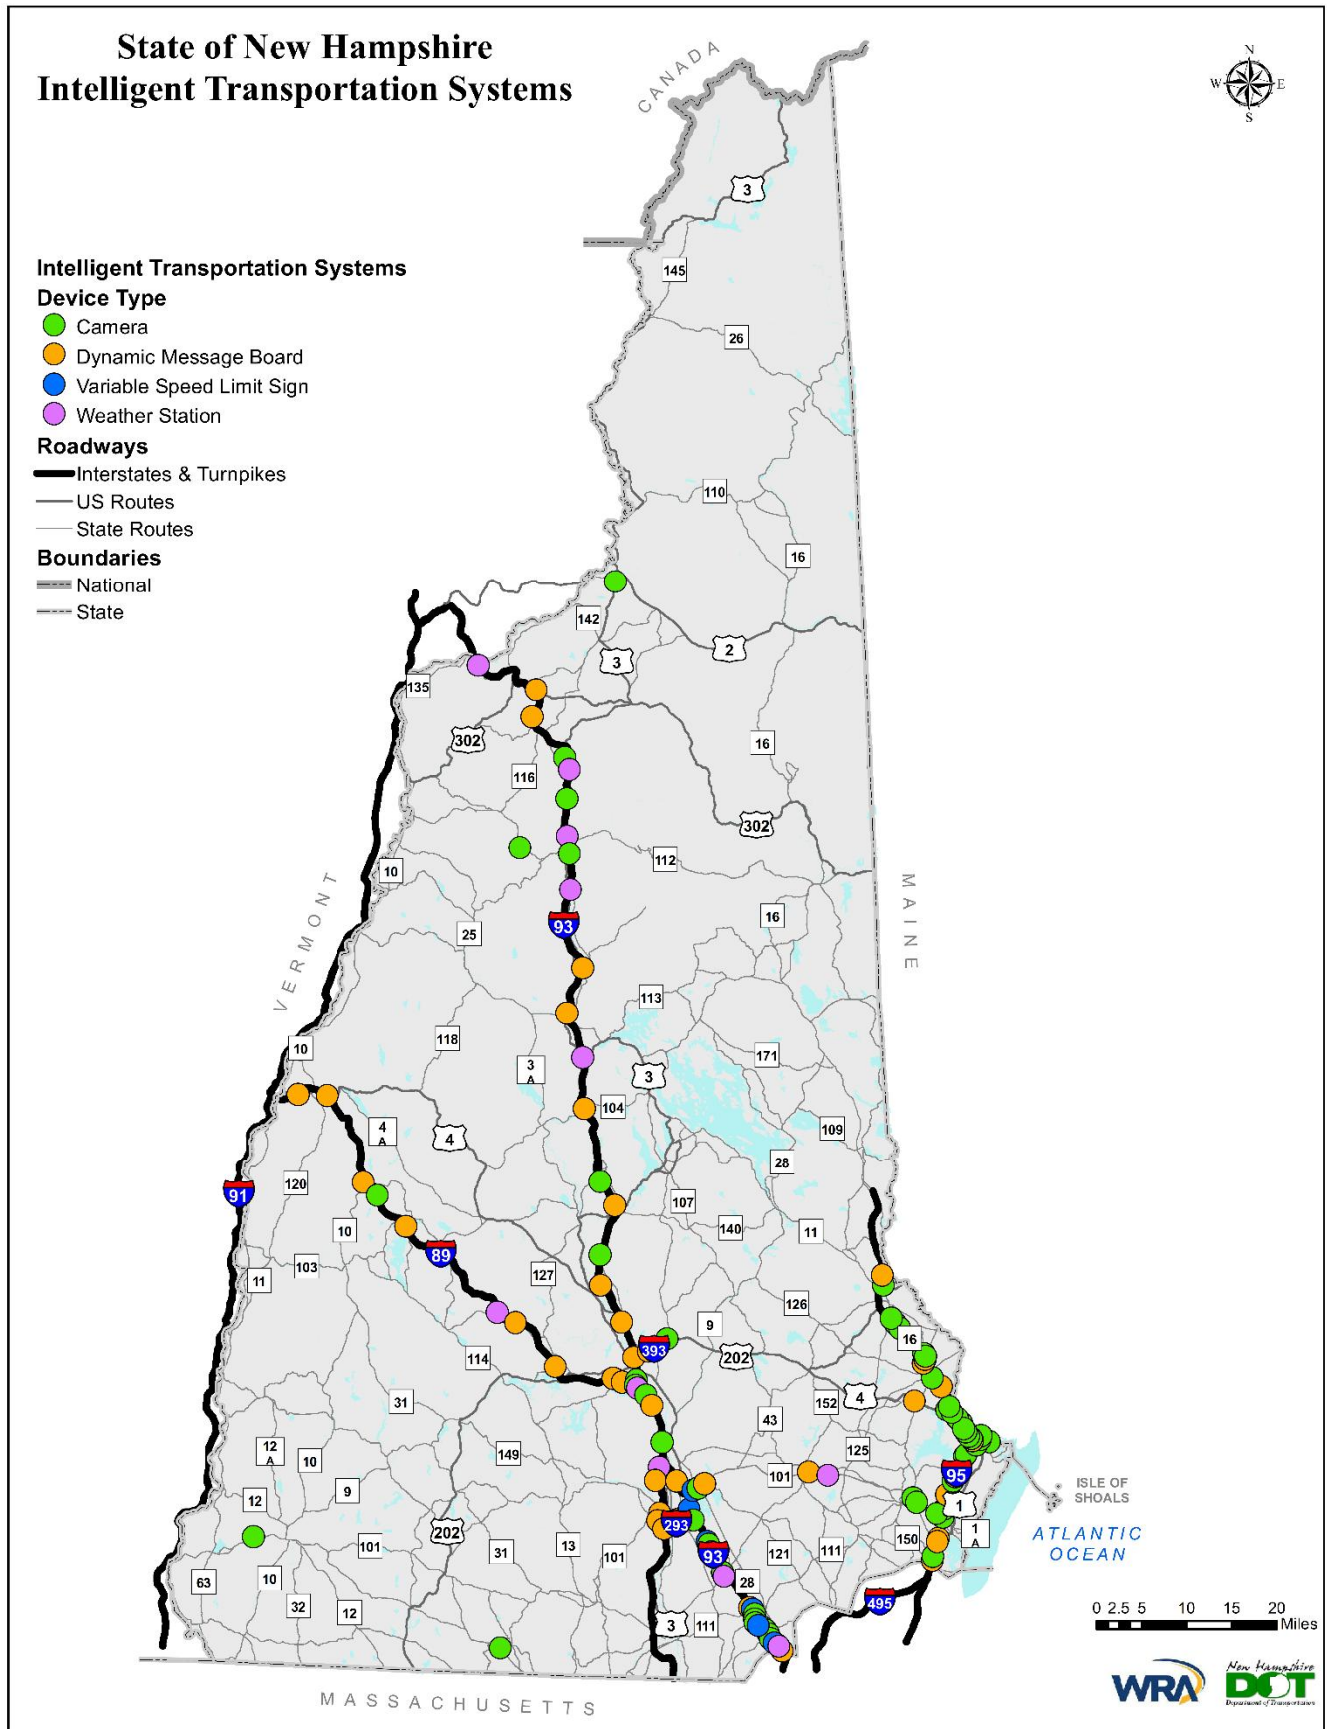 State of New Hampshire
Intelligent Transportation Systems
CANADA
N
W E
S
3
Intelligent Transportation Systems
Device Type
Camera
Dynamic Message Board
Variable Speed Limit Sign
Weather Station
Roadways
Interstates & Turnpikes
US Routes
State Routes
Boundaries
National
State
145
26
110
16
142
2
3
135
302
16
116
302
112
10
MAINE
VERMONT
16
93
25
113
118
10
171
3
A
3
104
109
4
A
4
28
120
91
107
140
11
10
89
103
127
11
126
9
16
393
202
114
4
31
152
43
125
12
A
10
149
101
95
ISLE OF
SHOALS
9
12
1
ATLANTIC
OCEAN
293
202
1
A
150
101
31
13
101
93
121
111
63
10
28
32
12
495
3
111
0 2.5 5 10 15 20
Miles
MASSACHUSETTS
WRA
New Hampshire
DOT
Department of Transportation